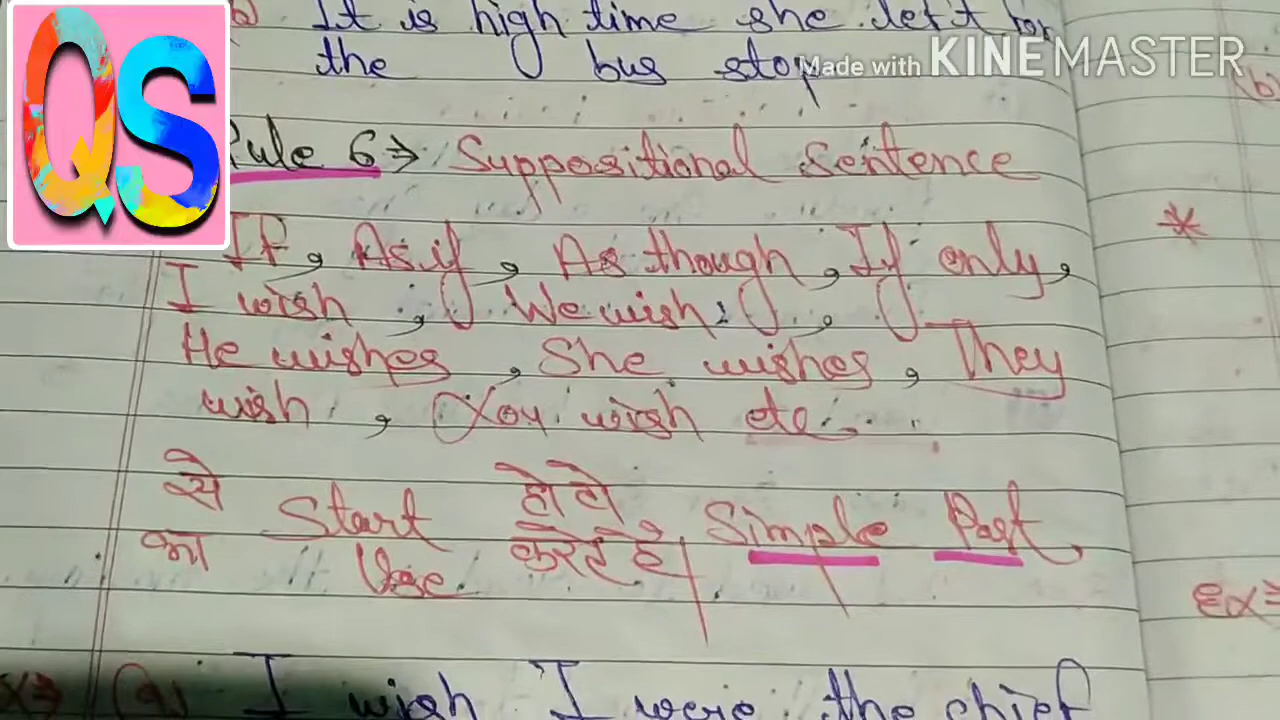 QS
Made with KINEMASTER
a) It is high time she left for
the bus stop
Rule 6⇒ Suppositional Sentence
If, As if, As though, If only,
I wish, We wish,
He wishes, She wishes, They
wish, You wish etc...
से Start हो तो Simple Past
का Use करते है।
(a) I wish I were the chief
(b)
*
Ex⇒